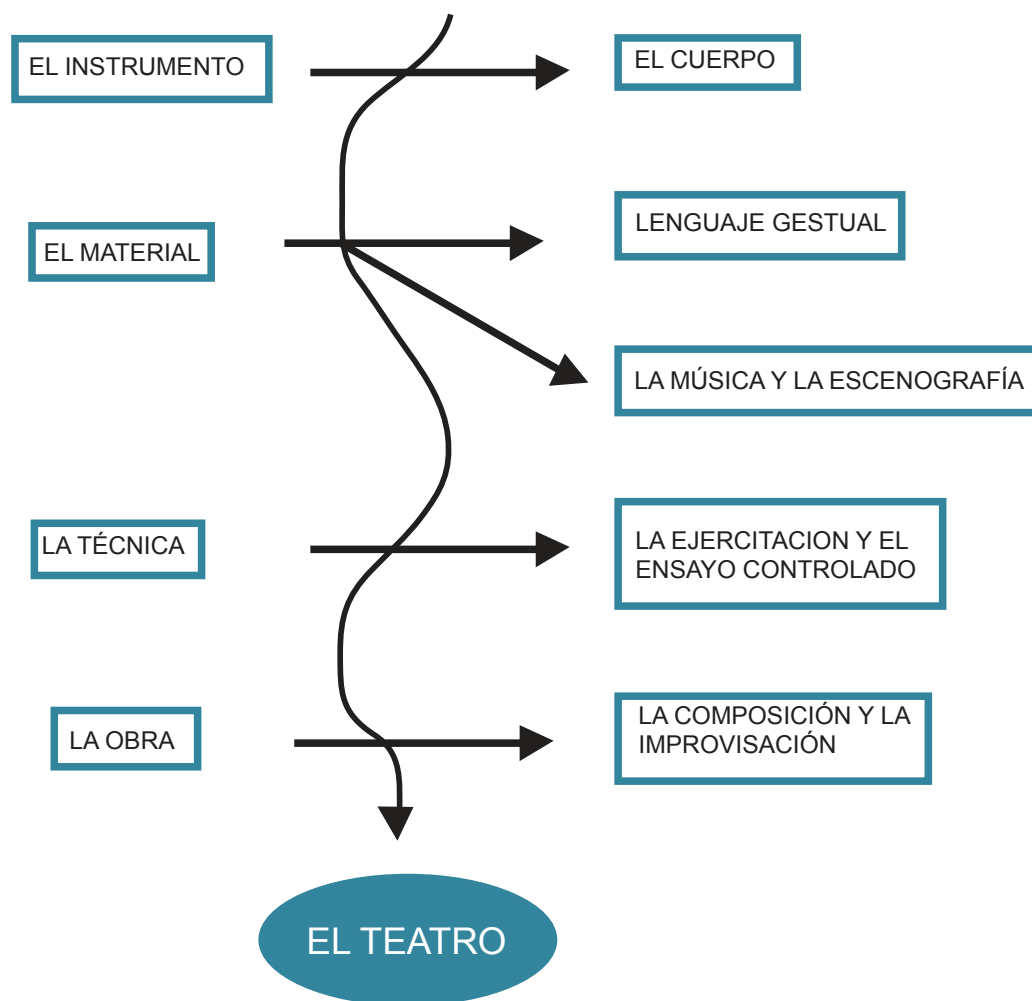 EL INSTRUMENTO
EL CUERPO
EL MATERIAL
LENGUAJE GESTUAL
LA MÚSICA Y LA ESCENOGRAFÍA
LA TÉCNICA
LA EJERCITACION Y EL
ENSAYO CONTROLADO
LA OBRA
LA COMPOSICIÓN Y LA
IMPROVISACIÓN
EL TEATRO